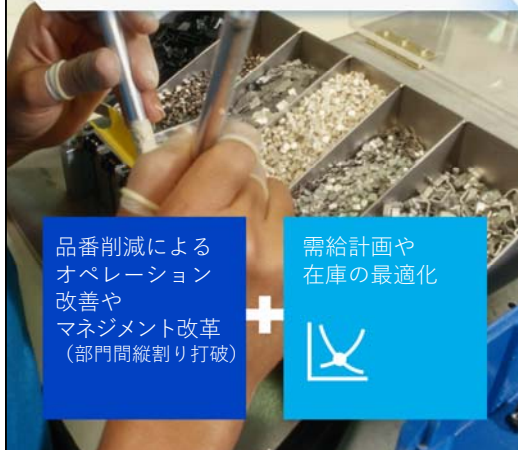 品番削減による
オペレーション
改善や
マネジメント改革
（部門間縦割り打破）
需給計画や
在庫の最適化